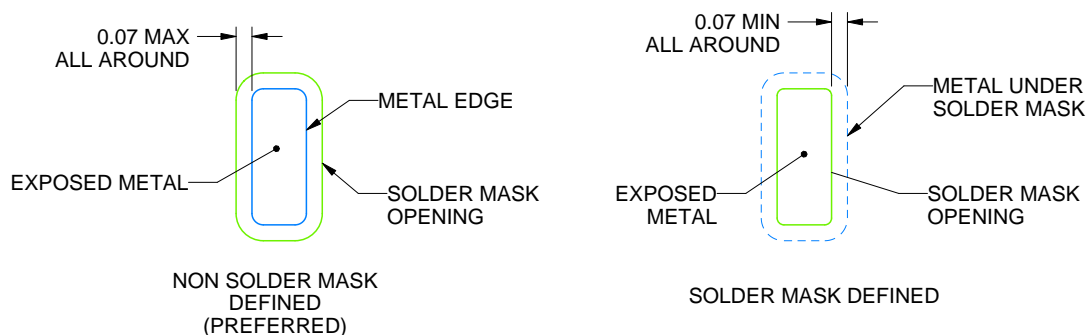 0.07 MAX
ALL AROUND
METAL EDGE
EXPOSED METAL
SOLDER MASK
OPENING
NON SOLDER MASK
DEFINED
(PREFERRED)
0.07 MIN
ALL AROUND
METAL UNDER
SOLDER MASK
EXPOSED
METAL
SOLDER MASK
OPENING
SOLDER MASK DEFINED